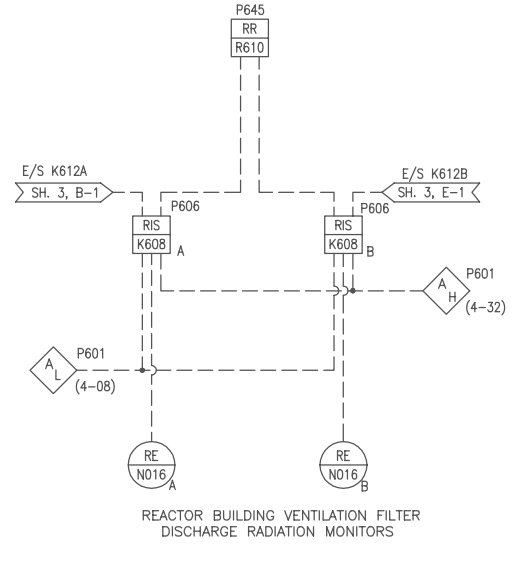 P645
RR
R610
E/S K612A
SH. 3, B-1
E/S K612B
SH. 3, E-1
P606
RIS
K608
A
P606
RIS
K608
B
A
H
P601
(4-32)
A
L
P601
(4-08)
RE
N016
A
RE
N016
B
REACTOR BUILDING VENTILATION FILTER
DISCHARGE RADIATION MONITORS